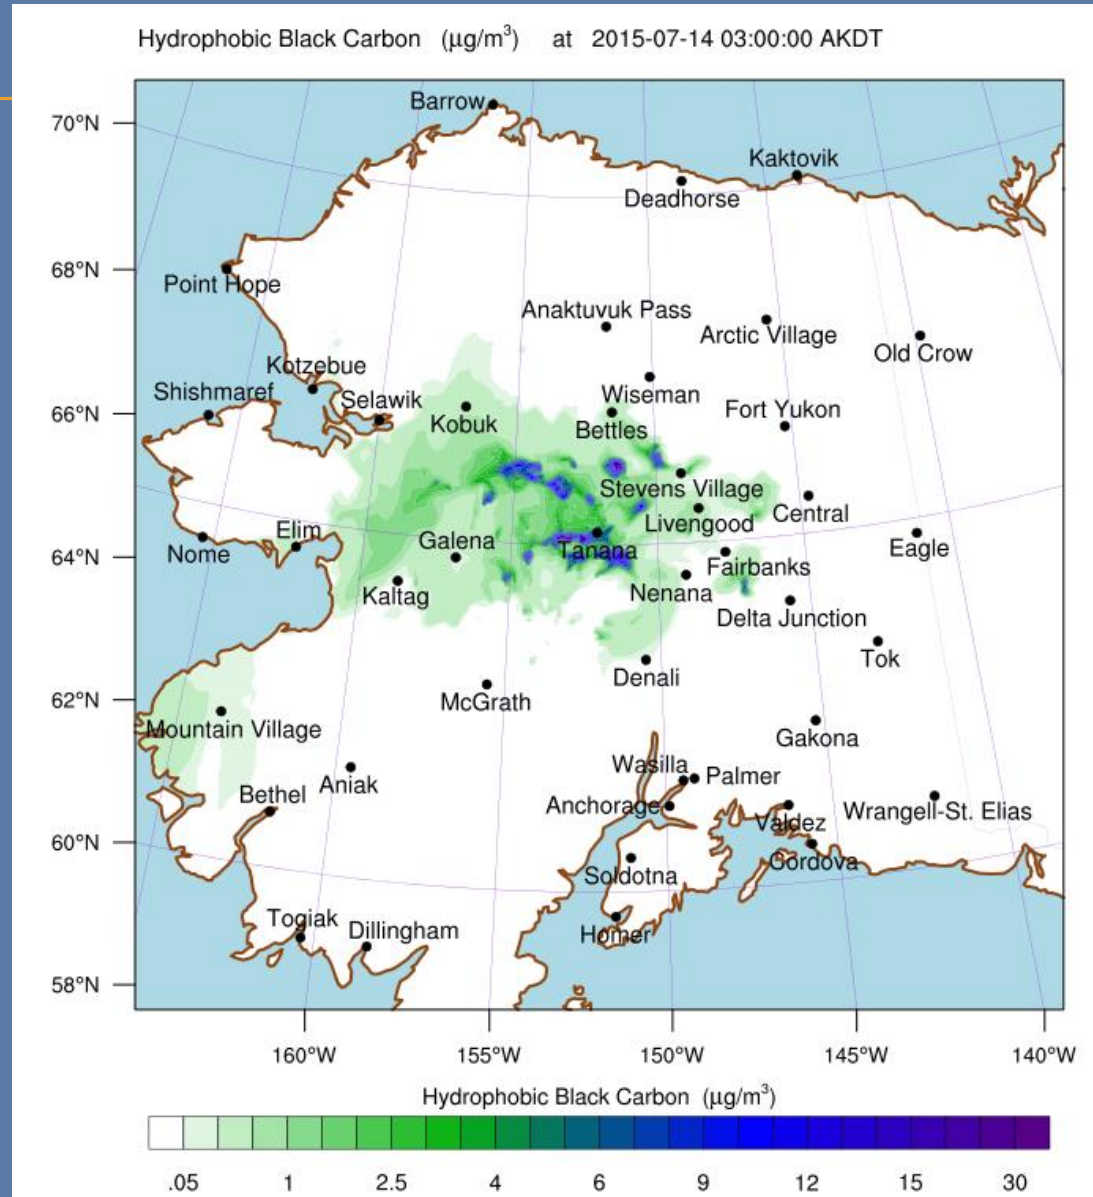 Hydrophobic Black Carbon (μg/m³) at 2015-07-14 03:00:00 AKDT
Barrow
70°N
Kaktovik
Deadhorse
68°N
Point Hope
Anaktuvuk Pass
Arctic Village
Old Crow
Kotzebue
Shishmaref
Selawik
Wiseman
66°N
Kobuk
Fort Yukon
Bettles
Stevens Village
Central
Livengood
Elim
Galena
Tanana
Nome
64°N
Eagle
Fairbanks
Kaltag
Nenana
Delta Junction
Tok
Denali
62°N
McGrath
Mountain Village
Gakona
Wasilla
Palmer
Aniak
Bethel
Anchorage
Wrangell-St. Elias
Valdez
60°N
Cordova
Soldotna
Togiak
Dillingham
Homer
58°N
160°W 155°W 150°W 145°W 140°W
Hydrophobic Black Carbon (μg/m³)
.05 1 2.5 4 6 9 12 15 30